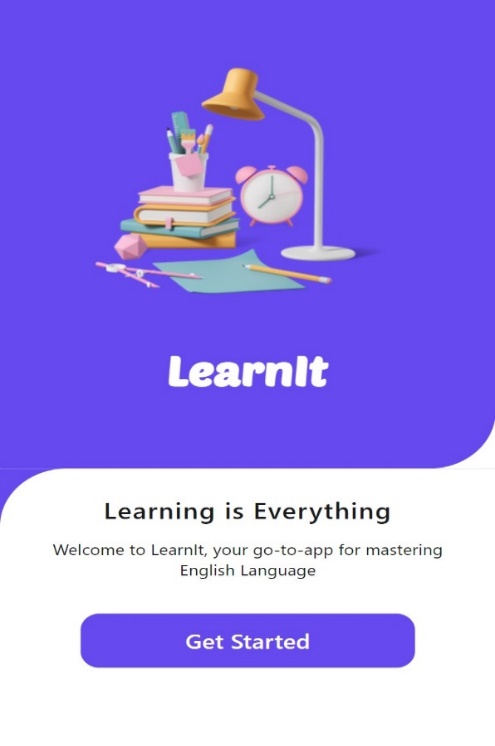 LearnIt
Learning is Everything
Welcome to LearnIt, your go-to-app for mastering
English Language
Get Started